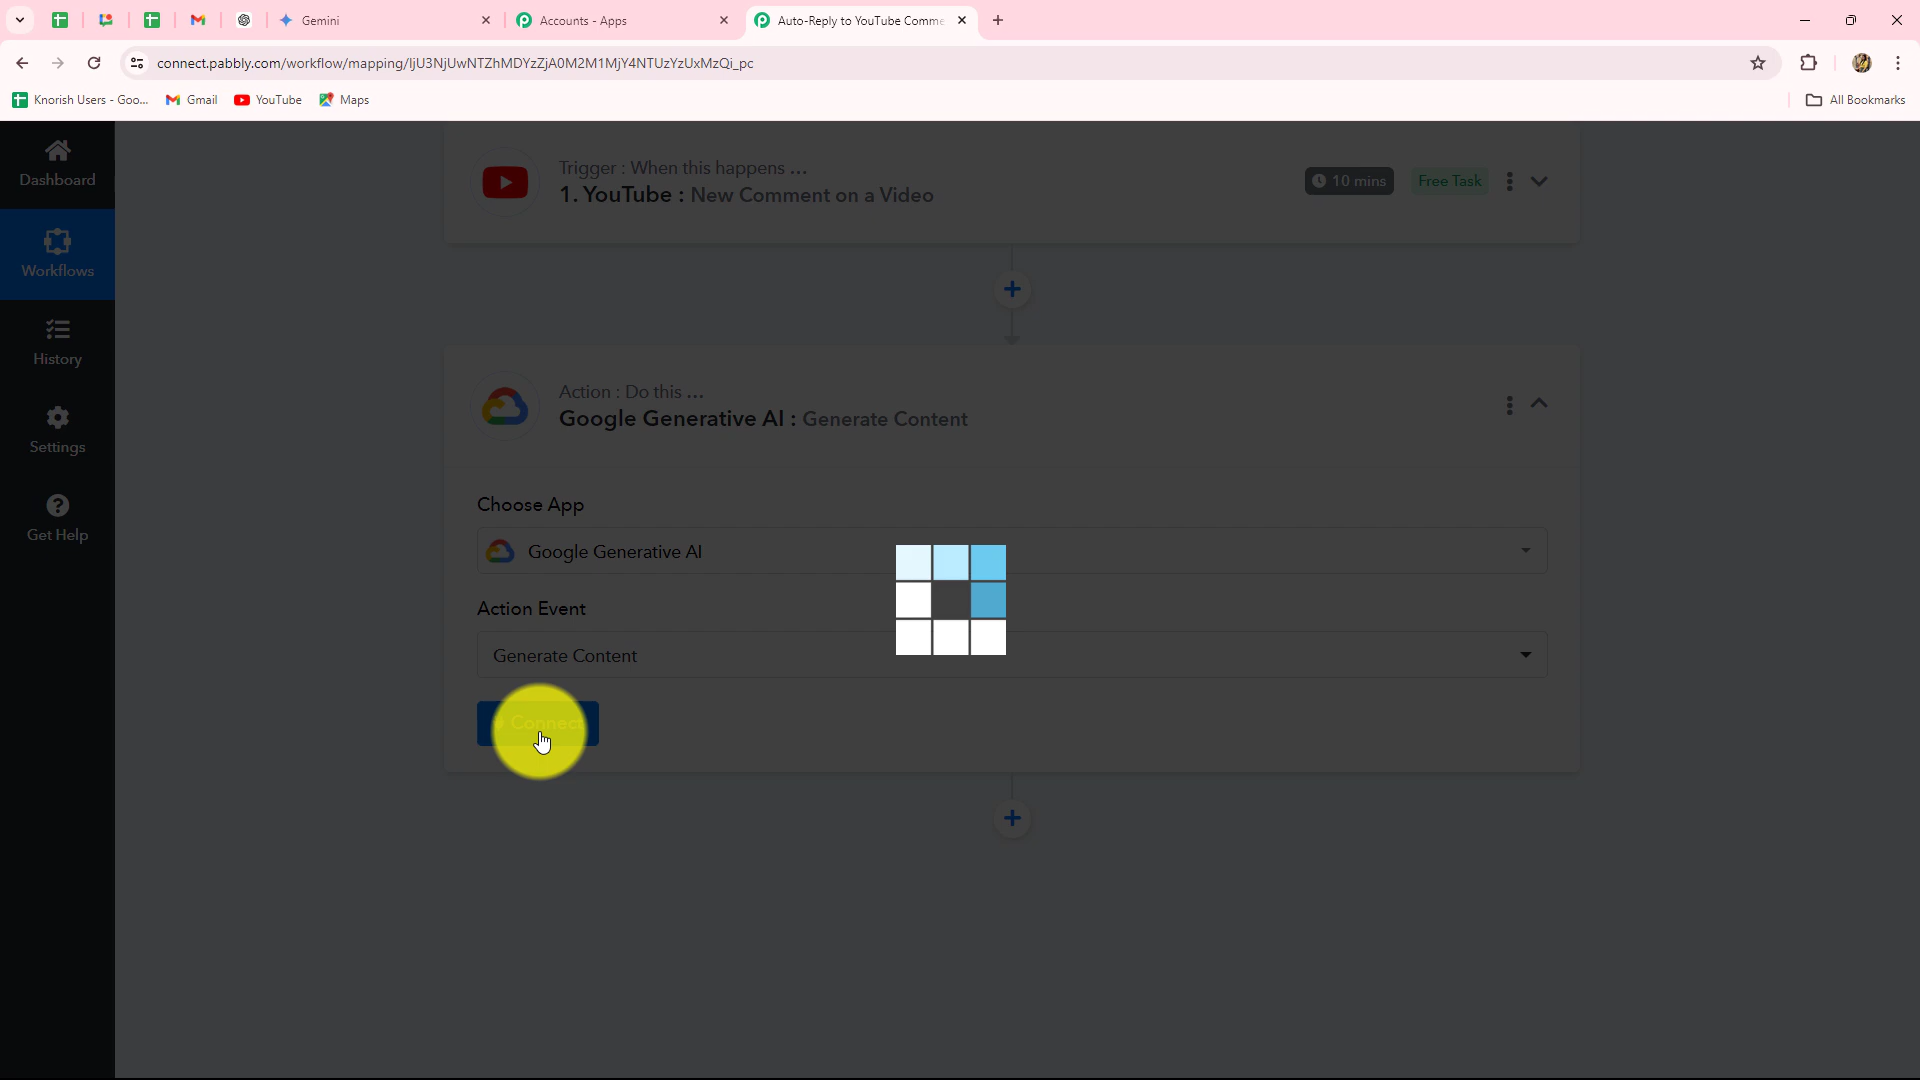 Gemini
Accounts - Apps
Auto-Reply to YouTube Comme
connect.pabbly.com/workflow/mapping/IjU3NjUwNTZhMDYzZjA0M2M1MjY4NTUzYzUxMzQi_pc
Knorish Users - Goo...
Gmail
YouTube
Maps
All Bookmarks
Dashboard
Workflows
History
Settings
Get Help
Trigger : When this happens ...
1. YouTube : New Comment on a Video
10 mins
Free Task
Action : Do this ...
Google Generative AI : Generate Content
Choose App
Google Generative AI
Action Event
Generate Content
+ Connect